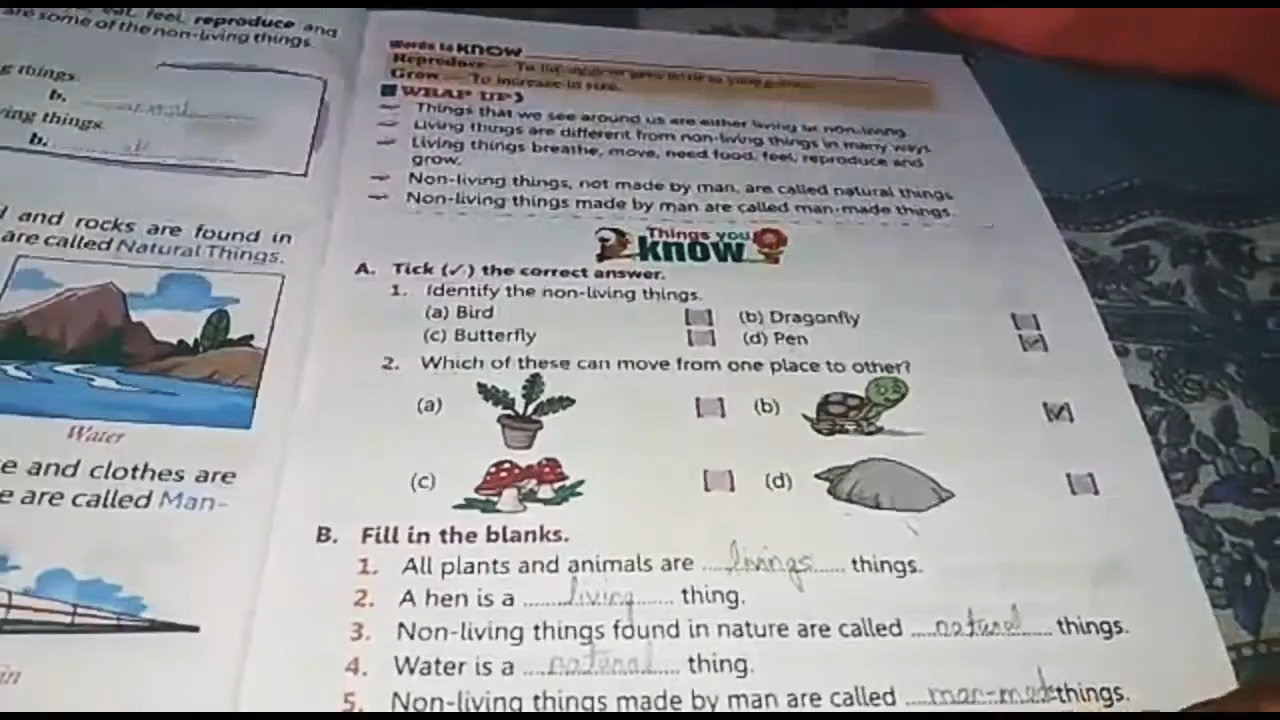 eat, feel, reproduce and
are some of the non-living things.
g things.
b. natural
ving things.
b.
d and rocks are found in
are called Natural Things.
Water
e and clothes are
e are called Man-
in
Words to KNOW
Reproduce — To
Grow — To increase in size.
WRAP UP
Things that we see around us are either living or non-living.
Living things are different from non-living things in many ways.
Living things breathe, move, need food, feel, reproduce and
grow.
Non-living things, not made by man, are called natural things
Non-living things made by man are called man-made things.
Things you
know
A. Tick (✓) the correct answer.
1. Identify the non-living things.
(a) Bird [ ] (b) Dragonfly [ ]
(c) Butterfly [ ] (d) Pen [✓]
2. Which of these can move from one place to other?
(a) [ ] (b) [✓]
(c) [ ] (d) [ ]
B. Fill in the blanks.
1. All plants and animals are ....livings...... things.
2. A hen is a ........living....... thing.
3. Non-living things found in nature are called ....natural..... things.
4. Water is a ....natural.... thing.
5. Non-living things made by man are called ....man-made things.